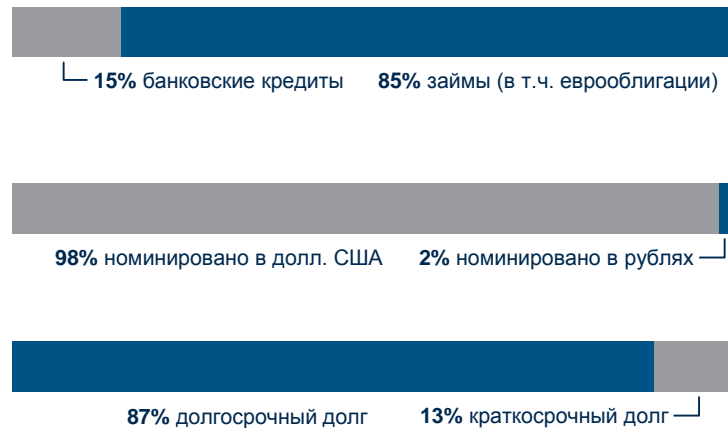 15% банковские кредиты 85% займы (в т.ч. еврооблигации)
98% номинировано в долл. США 2% номинировано в рублях
87% долгосрочный долг 13% краткосрочный долг